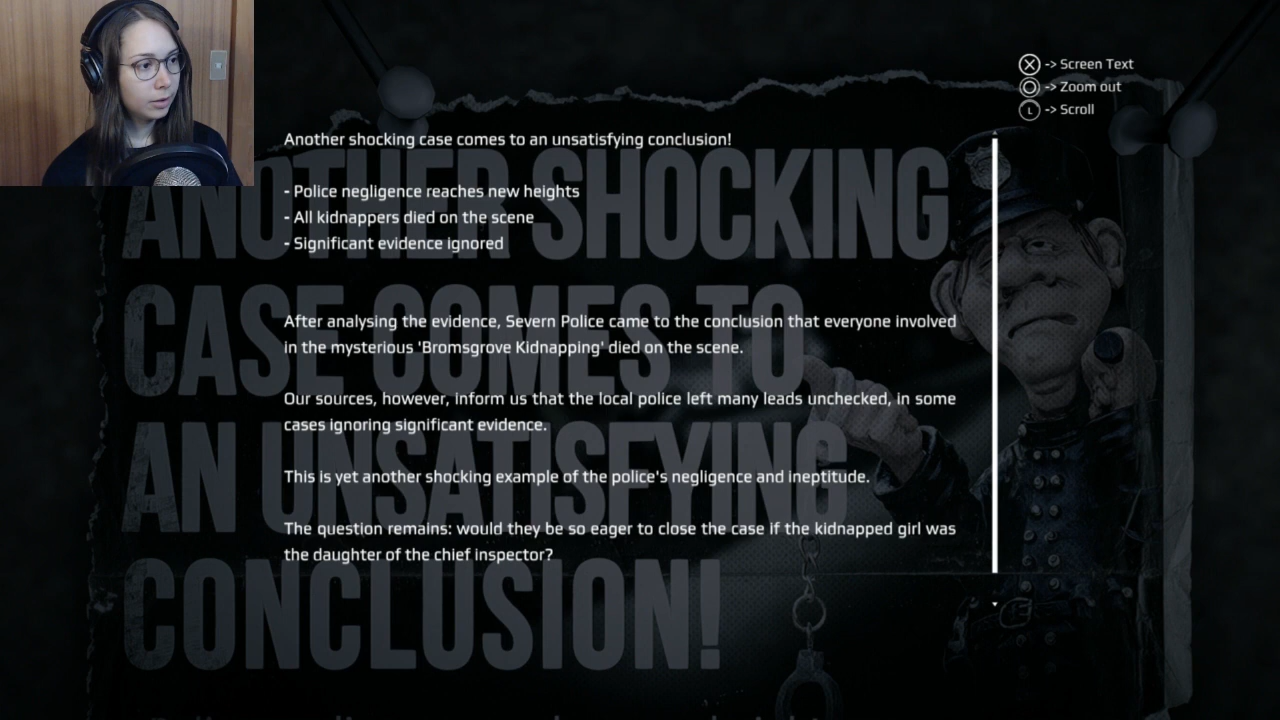 -> Screen Text
-> Zoom out
L -> Scroll
Another shocking case comes to an unsatisfying conclusion!
- Police negligence reaches new heights
- All kidnappers died on the scene
- Significant evidence ignored
After analysing the evidence, Severn Police came to the conclusion that everyone involved
in the mysterious 'Bromsgrove Kidnapping' died on the scene.
Our sources, however, inform us that the local police left many leads unchecked, in some
cases ignoring significant evidence.
This is yet another shocking example of the police's negligence and ineptitude.
The question remains: would they be so eager to close the case if the kidnapped girl was
the daughter of the chief inspector?
ANOTHER SHOCKING
CASE COMES TO
AN UNSATISFYING
CONCLUSION!